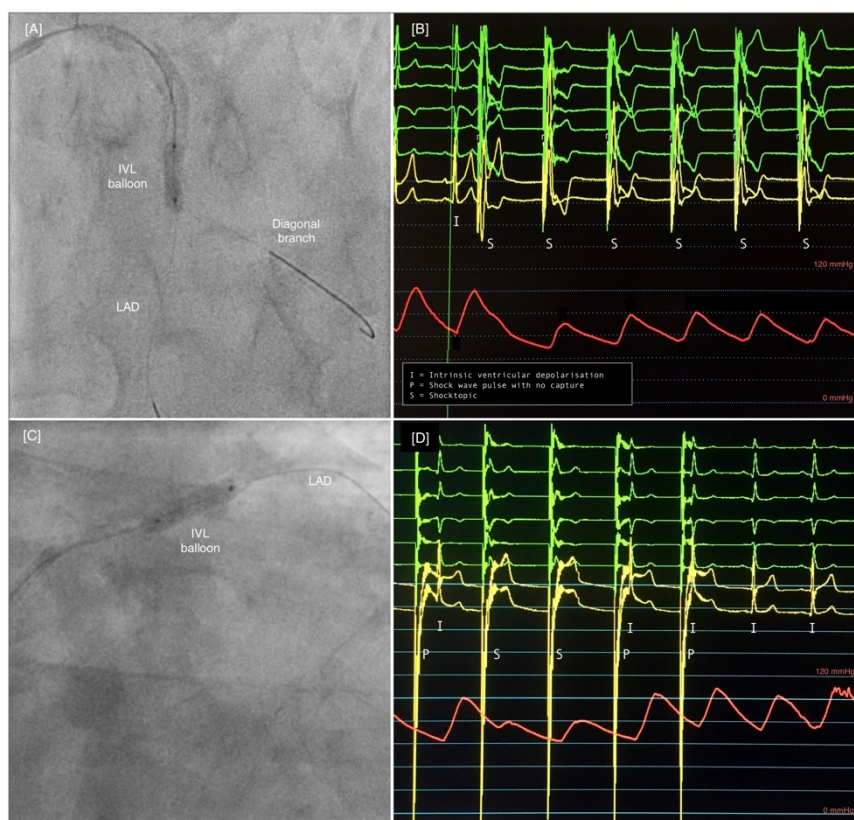 [A]
IVL
balloon
Diagonal
branch
LAD
[B]
I
S S S S S S
120 mmHg
I = Intrinsic ventricular depolarisation
P = Shock wave pulse with no capture
S = Shocktopic
0 mmHg
[C]
LAD
IVL
balloon
[D]
I I I I I
P S S P P
120 mmHg
0 mmHg